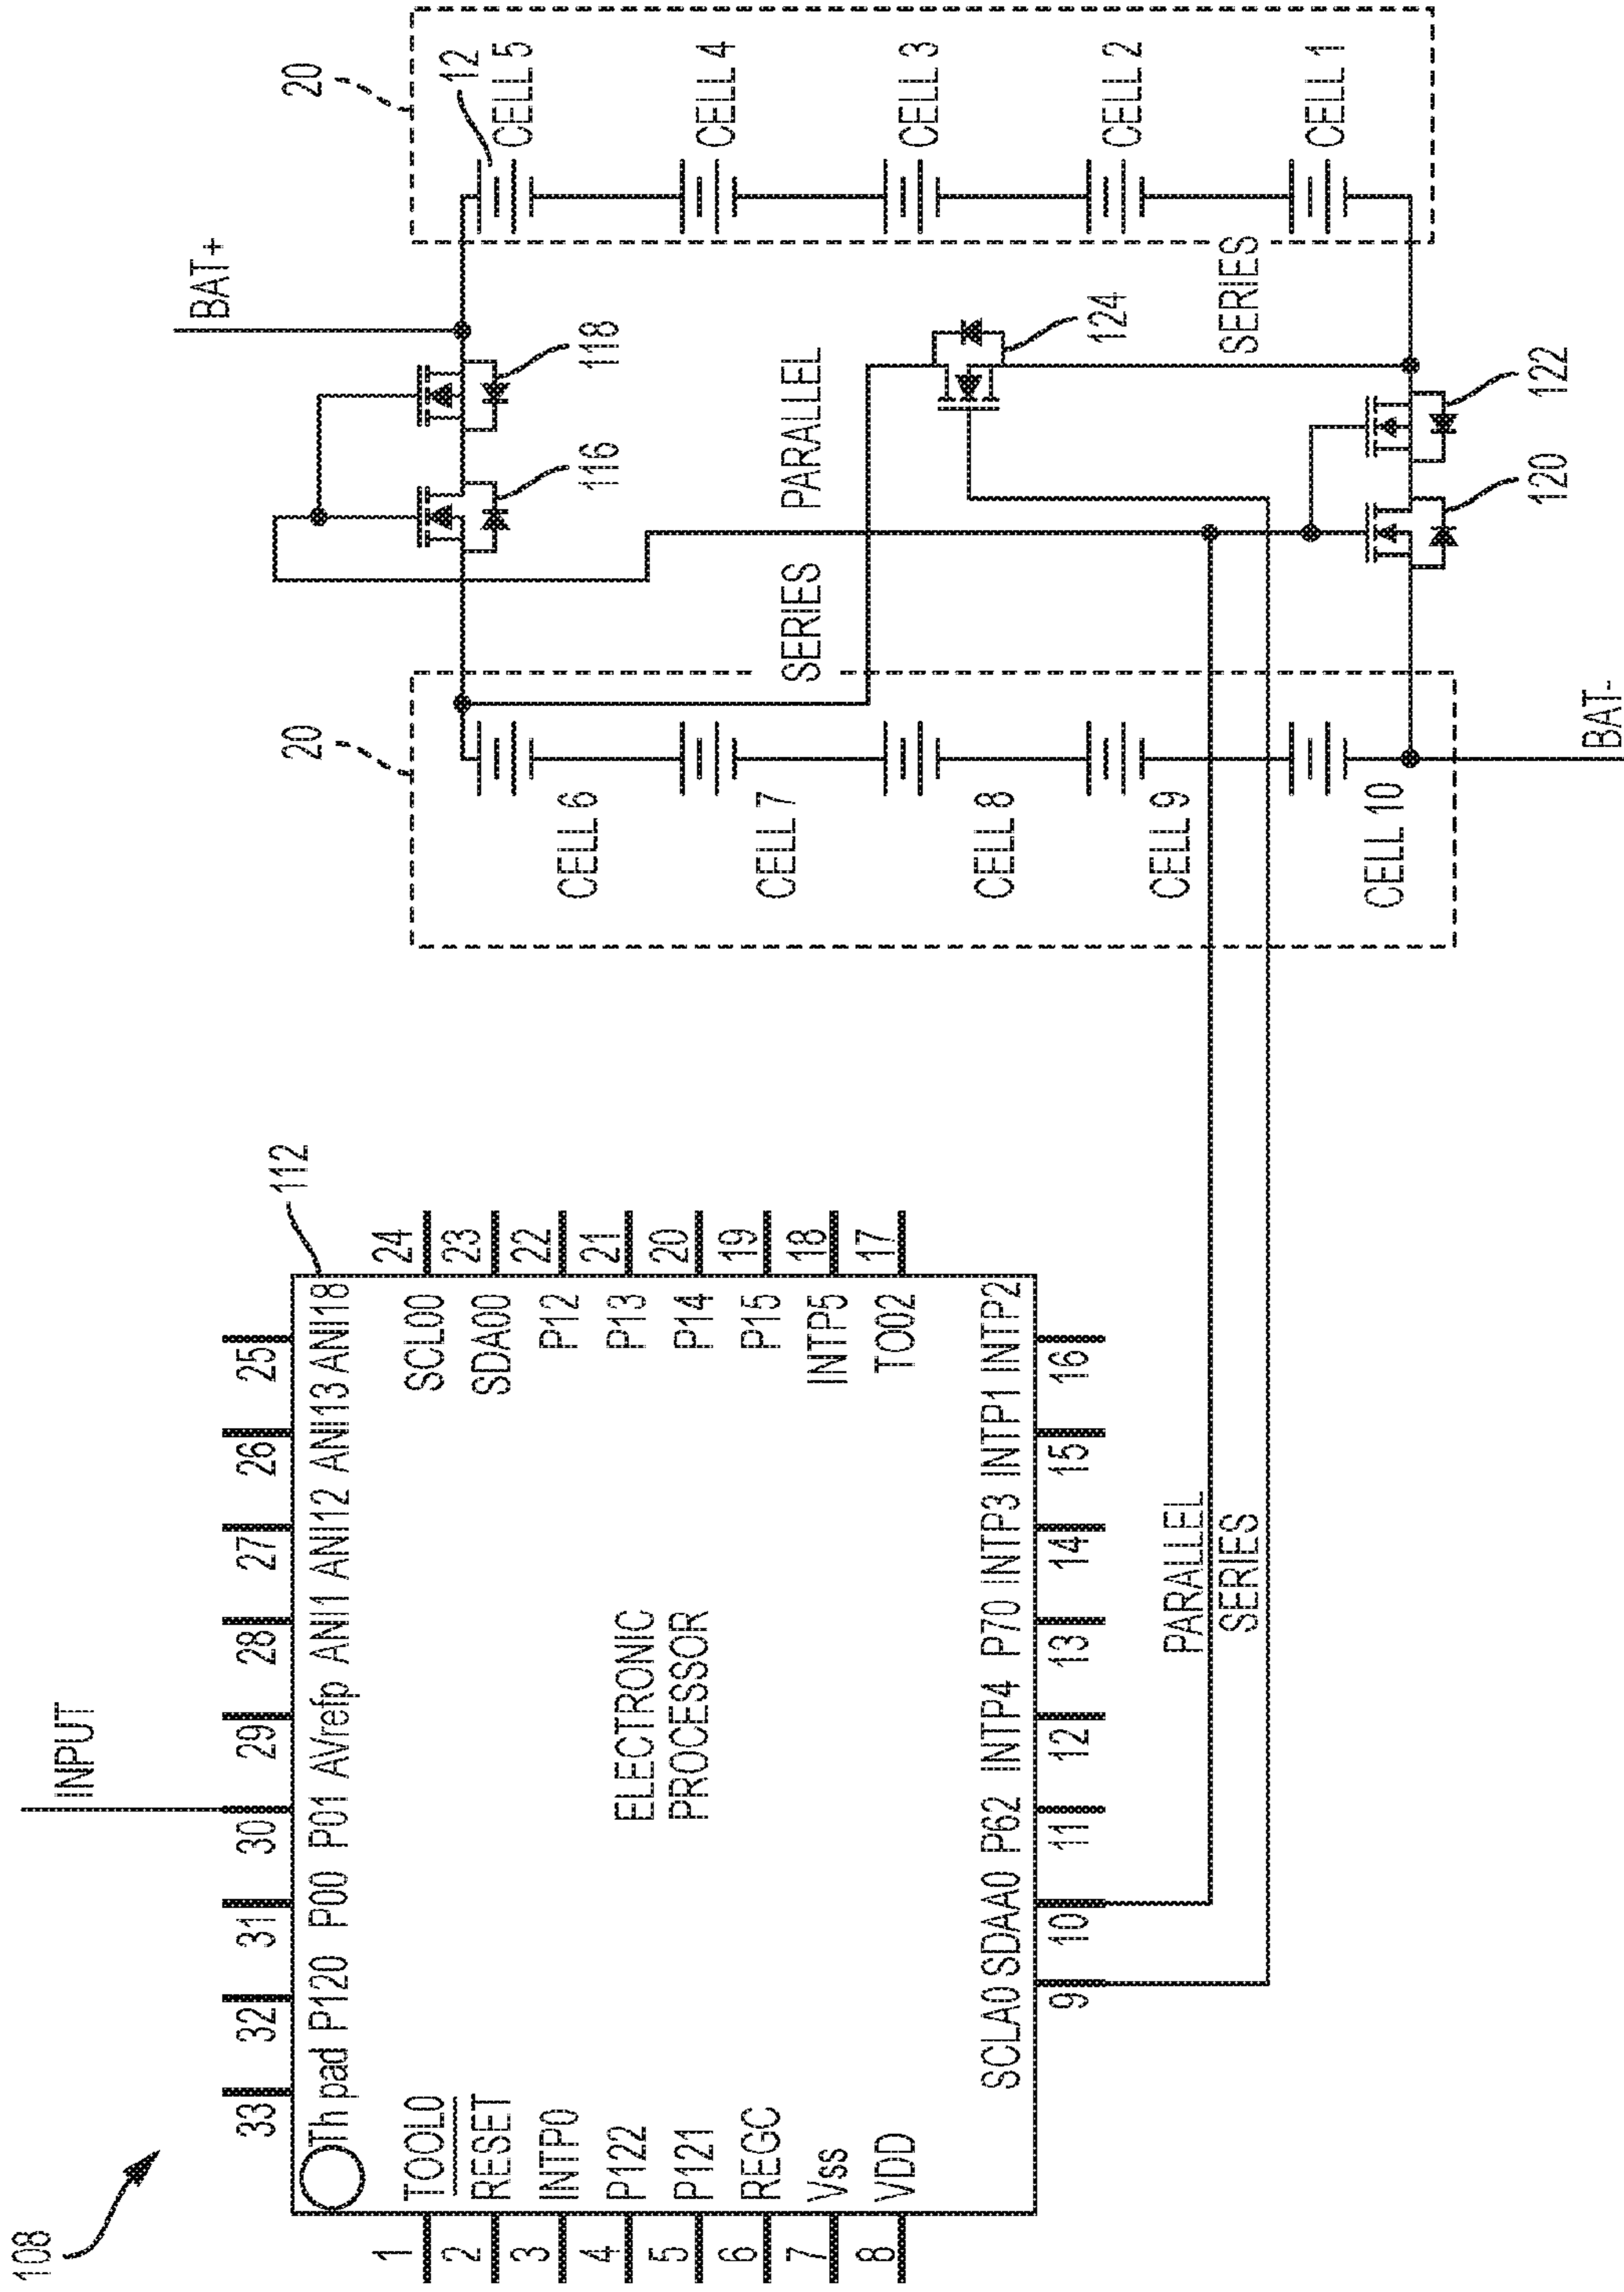 108
INPUT
112
33
32
31
30
29
28
27
26
25
Th pad P120 P00 P01 AVrefp ANI1 ANI12 ANI13 ANI18
1
2
3
4
5
6
7
8
TOOL0
RESET
INTP0
P122
P121
REGC
Vss
VDD
ELECTRONIC
PROCESSOR
SCL00
SDA00
P12
P13
P14
P15
INTP5
TO02
24
23
22
21
20
19
18
17
SCLA0 SDAA0 P62 INTP4 P70 INTP3 INTP1 INTP2
9
10
11
12
13
14
15
16
PARALLEL
SERIES
20
CELL 6
CELL 7
CELL 8
CELL 9
CELL 10
BAT-
SERIES
PARALLEL
116
118
BAT+
124
SERIES
120
122
20
12
CELL 5
CELL 4
CELL 3
CELL 2
CELL 1